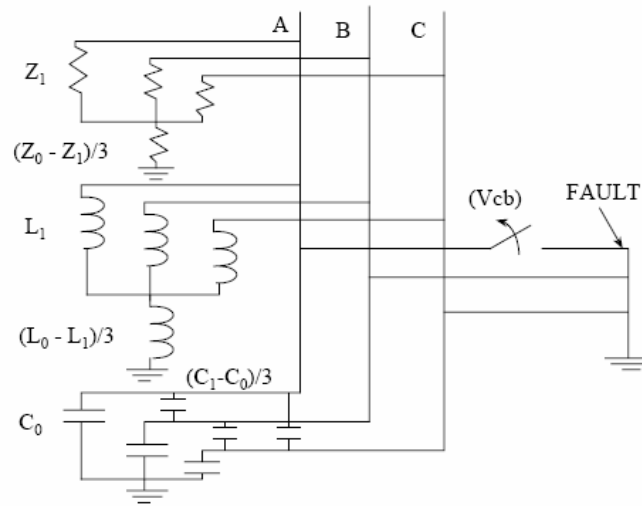 A
B
C
Z₁
(Z₀ - Z₁)/3
L₁
(Vcb)
FAULT
(L₀ - L₁)/3
(C₁-C₀)/3
C₀